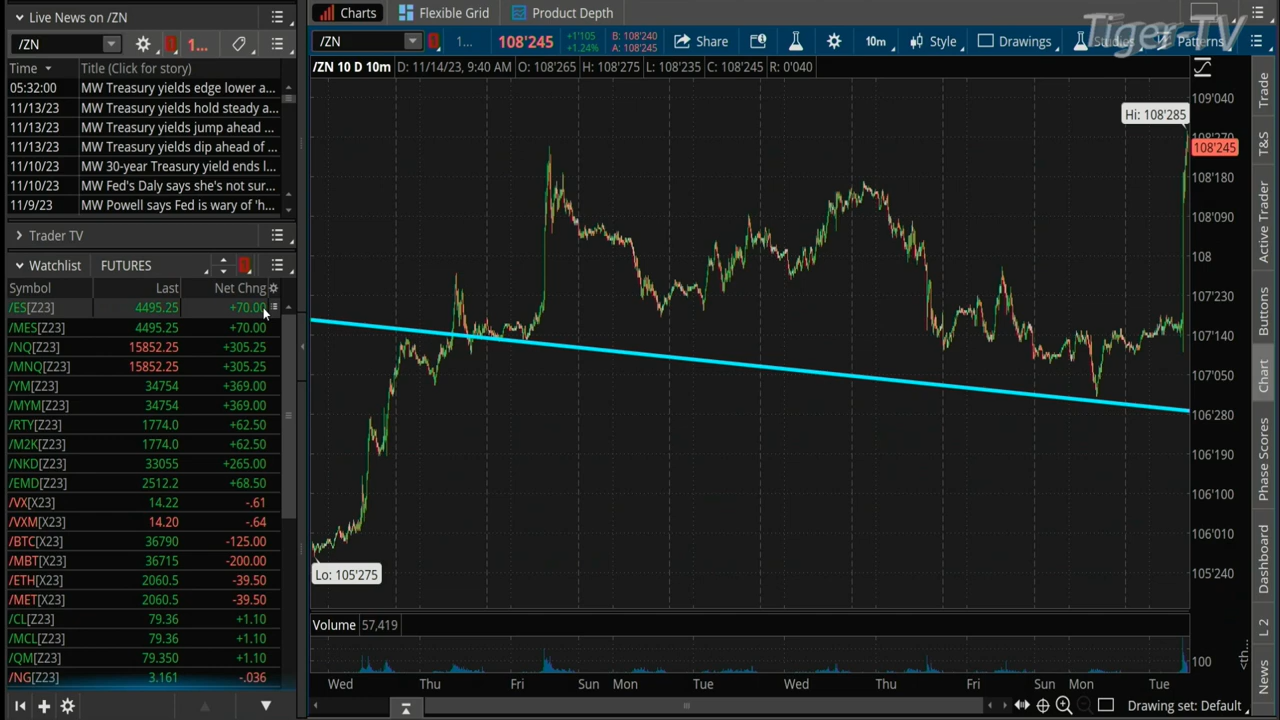 Live News on /ZN
/ZN
1...
Time Title (Click for story)
05:32:00 MW Treasury yields edge lower a...
11/13/23 MW Treasury yields hold steady a...
11/13/23 MW Treasury yields jump ahead ...
11/13/23 MW Treasury yields dip ahead of ...
11/10/23 MW 30-year Treasury yield ends l...
11/10/23 MW Fed's Daly says she's not sur...
11/9/23 MW Powell says Fed is wary of 'h...
Trader TV
Watchlist FUTURES
Symbol Last Net Chng
/ES[Z23] 4495.25 +70.00
/MES[Z23] 4495.25 +70.00
/NQ[Z23] 15852.25 +305.25
/MNQ[Z23] 15852.25 +305.25
/YM[Z23] 34754 +369.00
/MYM[Z23] 34754 +369.00
/RTY[Z23] 1774.0 +62.50
/M2K[Z23] 1774.0 +62.50
/NKD[Z23] 33055 +265.00
/EMD[Z23] 2512.2 +68.50
/VX[X23] 14.22 -.61
/VXM[X23] 14.20 -.64
/BTC[X23] 36790 -125.00
/MBT[X23] 36715 -200.00
/ETH[X23] 2060.5 -39.50
/MET[X23] 2060.5 -39.50
/CL[Z23] 79.36 +1.10
/MCL[Z23] 79.36 +1.10
/QM[Z23] 79.350 +1.10
/NG[Z23] 3.161 -.036
Charts Flexible Grid Product Depth
Tiger-TV
/ZN 1... 108'245 +1'105 +1.24% B: 108'240 A: 108'245 Share 10m Style Drawings Studies Patterns
/ZN 10 D 10m D: 11/14/23, 9:40 AM O: 108'265 H: 108'275 L: 108'235 C: 108'245 R: 0'040
109'040
Hi: 108'285
108'270
108'245
108'180
108'090
108
107'230
107'140
107'050
106'280
106'190
106'100
106'010
105'240
Lo: 105'275
Volume 57,419
100
<th...
Wed Thu Fri Sun Mon Tue Wed Thu Fri Sun Mon Tue
Drawing set: Default
Trade
T&S
Active Trader
Buttons
Chart
Phase Scores
Dashboard
L 2
News